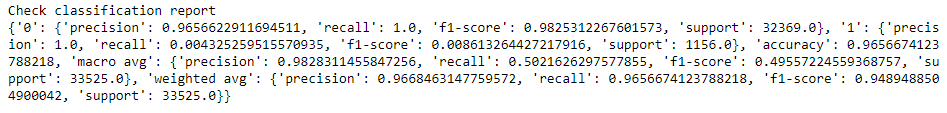 Check classification report
{'0': {'precision': 0.9656622911694511, 'recall': 1.0, 'f1-score': 0.9825312267601573, 'support': 32369.0}, '1': {'precis
ion': 1.0, 'recall': 0.004325259515570935, 'f1-score': 0.008613264427217916, 'support': 1156.0}, 'accuracy': 0.9656674123
788218, 'macro avg': {'precision': 0.9828311455847256, 'recall': 0.5021626297577855, 'f1-score': 0.49557224559368757, 'su
pport': 33525.0}, 'weighted avg': {'precision': 0.9668463147759572, 'recall': 0.9656674123788218, 'f1-score': 0.948948850
4900042, 'support': 33525.0}}